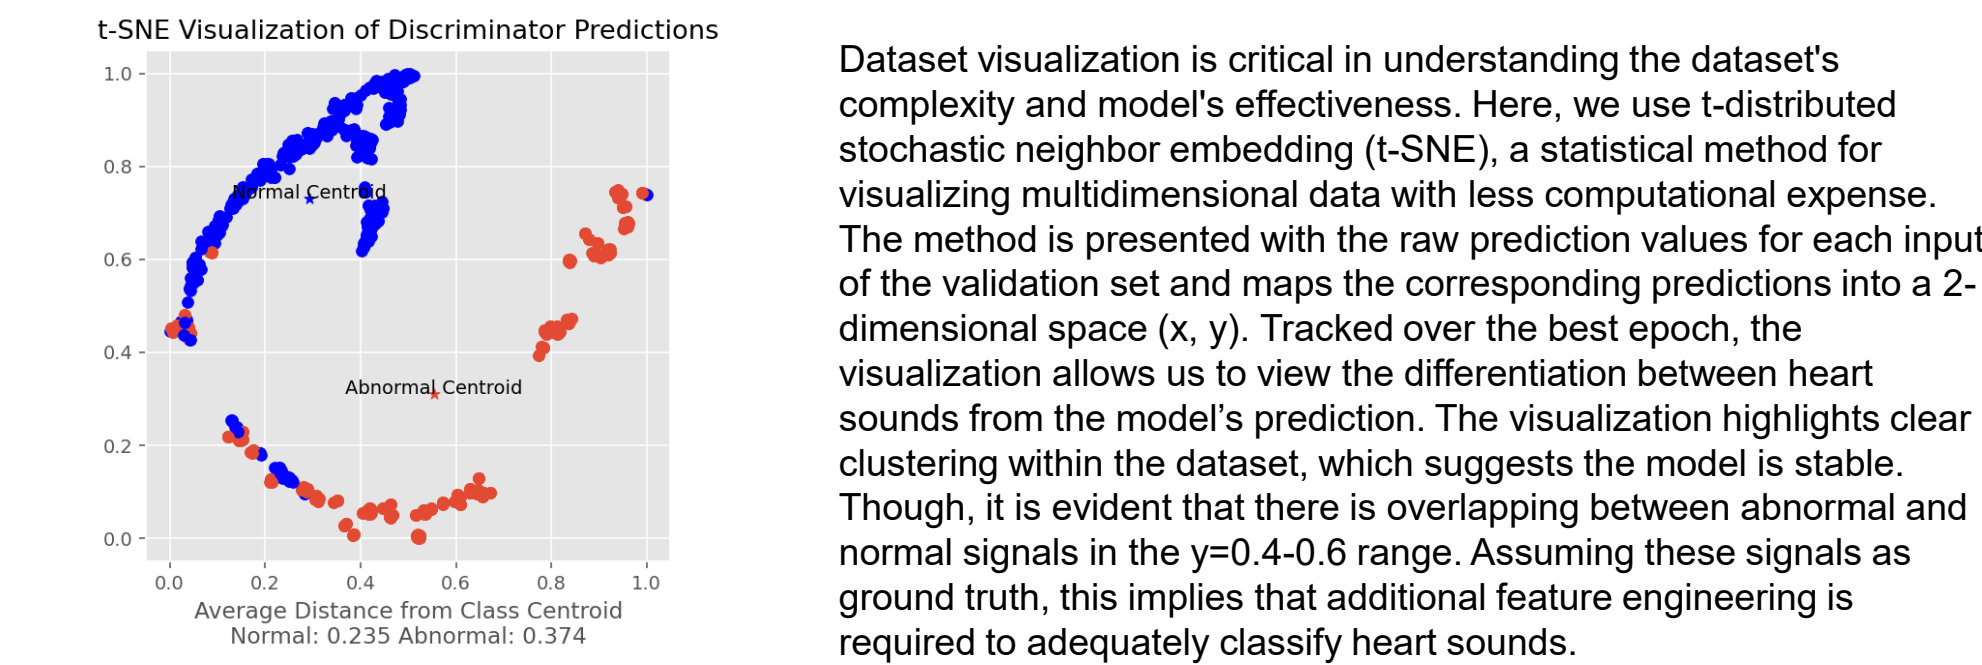 t-SNE Visualization of Discriminator Predictions
1.0
0.8
0.6
0.4
0.2
0.0
Normal Centroid
Abnormal Centroid
0.0 0.2 0.4 0.6 0.8 1.0
Average Distance from Class Centroid
Normal: 0.235 Abnormal: 0.374
Dataset visualization is critical in understanding the dataset's
complexity and model's effectiveness. Here, we use t-distributed
stochastic neighbor embedding (t-SNE), a statistical method for
visualizing multidimensional data with less computational expense.
The method is presented with the raw prediction values for each input
of the validation set and maps the corresponding predictions into a 2-
dimensional space (x, y). Tracked over the best epoch, the
visualization allows us to view the differentiation between heart
sounds from the model’s prediction. The visualization highlights clear
clustering within the dataset, which suggests the model is stable.
Though, it is evident that there is overlapping between abnormal and
normal signals in the y=0.4-0.6 range. Assuming these signals as
ground truth, this implies that additional feature engineering is
required to adequately classify heart sounds.